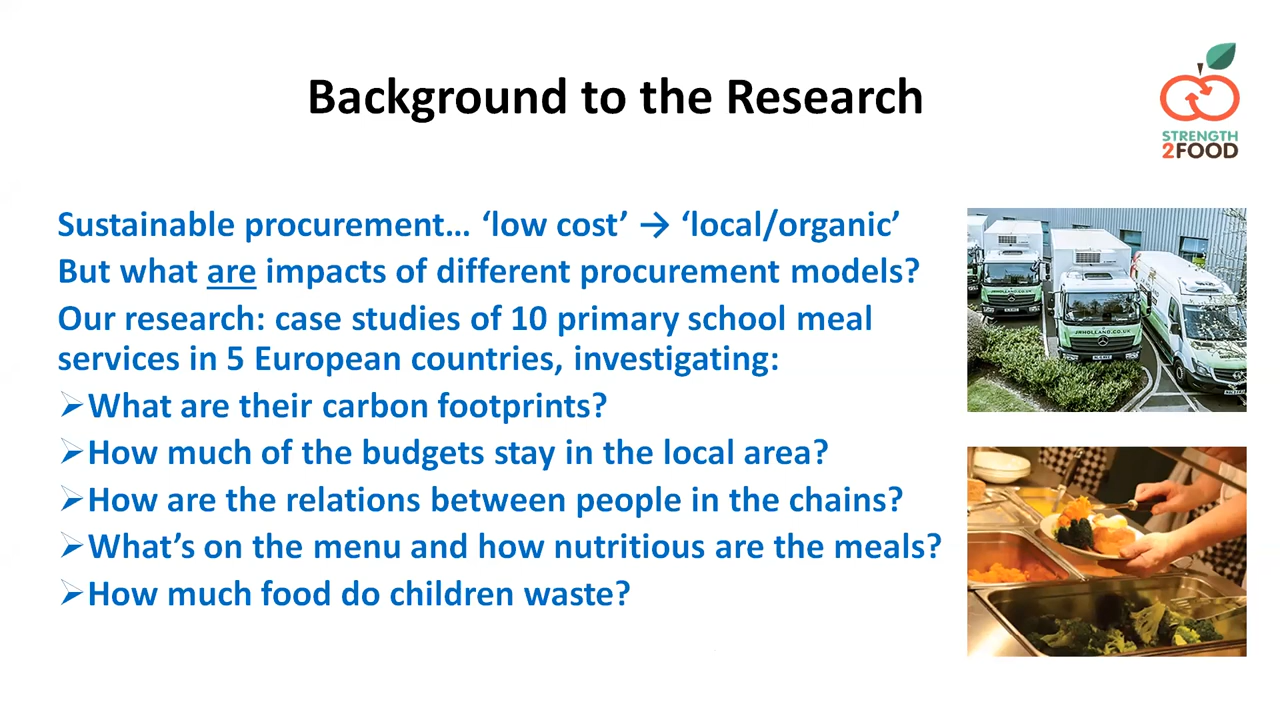 Background to the Research
STRENGTH
2FOOD
Sustainable procurement... ‘low cost’ → ‘local/organic’
But what are impacts of different procurement models?
Our research: case studies of 10 primary school meal
services in 5 European countries, investigating:
➢What are their carbon footprints?
➢How much of the budgets stay in the local area?
➢How are the relations between people in the chains?
➢What’s on the menu and how nutritious are the meals?
➢How much food do children waste?
JRHOLLAND.CO.UK